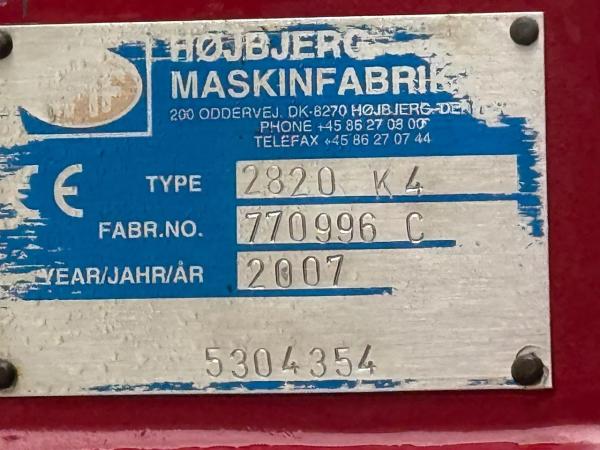 HØJBJERG
MASKINFABRIK
200 ODDERVEJ. DK-8270 HØJBJERG-DEN
PHONE +45 86 27 08 00
TELEFAX +45 86 27 07 44
CE
TYPE 2820 K4
FABR.NO. 770996 C
YEAR/JAHR/ÅR 2007
5304354